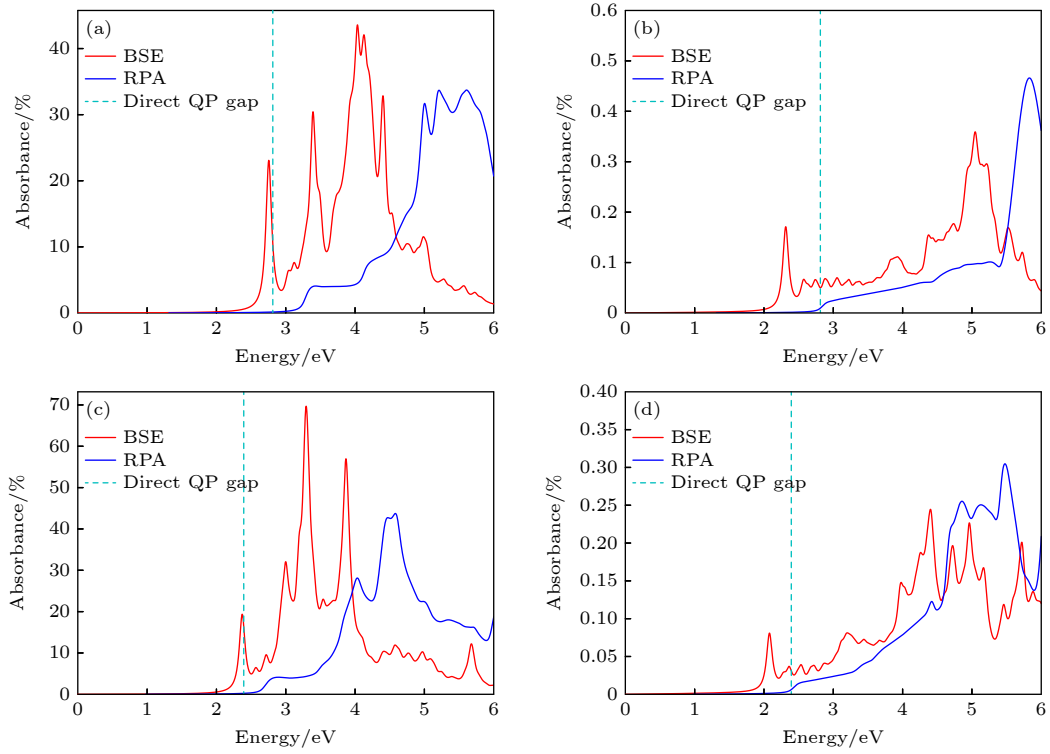 (a)
BSE
RPA
Direct QP gap
Absorbance/%
40
30
20
10
0
0 1 2 3 4 5 6
Energy/eV
(b)
BSE
RPA
Direct QP gap
Absorbance/%
0.6
0.5
0.4
0.3
0.2
0.1
0
0 1 2 3 4 5 6
Energy/eV
(c)
BSE
RPA
Direct QP gap
Absorbance/%
70
60
50
40
30
20
10
0
0 1 2 3 4 5 6
Energy/eV
(d)
BSE
RPA
Direct QP gap
Absorbance/%
0.40
0.35
0.30
0.25
0.20
0.15
0.10
0.05
0
0 1 2 3 4 5 6
Energy/eV